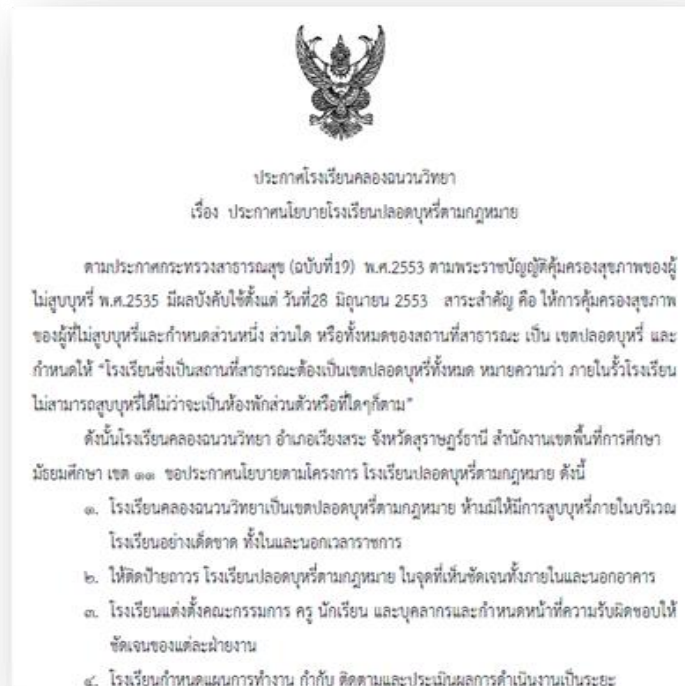 ประกาศโรงเรียนคลองฉนวนวิทยา
เรื่อง ประกาศนโยบายโรงเรียนปลอดบุหรี่ตามกฎหมาย
ตามประกาศกระทรวงสาธารณสุข (ฉบับที่19) พ.ศ.2553 ตามพระราชบัญญัติคุ้มครองสุขภาพของผู้
ไม่สูบบุหรี่ พ.ศ.2535 มีผลบังคับใช้ตั้งแต่ วันที่28 มิถุนายน 2553 สาระสำคัญ คือ ให้การคุ้มครองสุขภาพ
ของผู้ที่ไม่สูบบุหรี่และกำหนดส่วนหนึ่ง ส่วนใด หรือทั้งหมดของสถานที่สาธารณะ เป็น เขตปลอดบุหรี่ และ
กำหนดให้ "โรงเรียนซึ่งเป็นสถานที่สาธารณะต้องเป็นเขตปลอดบุหรี่ทั้งหมด หมายความว่า ภายในรั้วโรงเรียน
ไม่สามารถสูบบุหรี่ได้ไม่ว่าจะเป็นห้องพักส่วนตัวหรือที่ใดๆก็ตาม"
ดังนั้นโรงเรียนคลองฉนวนวิทยา อำเภอเวียงสระ จังหวัดสุราษฎร์ธานี สำนักงานเขตพื้นที่การศึกษา
มัธยมศึกษา เขต ๑๑ ขอประกาศนโยบายตามโครงการ โรงเรียนปลอดบุหรี่ตามกฎหมาย ดังนี้
๑. โรงเรียนคลองฉนวนวิทยาเป็นเขตปลอดบุหรี่ตามกฎหมาย ห้ามมิให้มีการสูบบุหรี่ภายในบริเวณ
โรงเรียนอย่างเด็ดขาด ทั้งในและนอกเวลาราชการ
๒. ให้ติดป้ายถาวร โรงเรียนปลอดบุหรี่ตามกฎหมาย ในจุดที่เห็นชัดเจนทั้งภายในและนอกอาคาร
๓. โรงเรียนแต่งตั้งคณะกรรมการ ครู นักเรียน และบุคลากรและกำหนดหน้าที่ความรับผิดชอบให้
ชัดเจนของแต่ละฝ่ายงาน
๔. โรงเรียนกำหนดแผนการทำงาน กำกับ ติดตามและประเมินผลการดำเนินงานเป็นระยะ